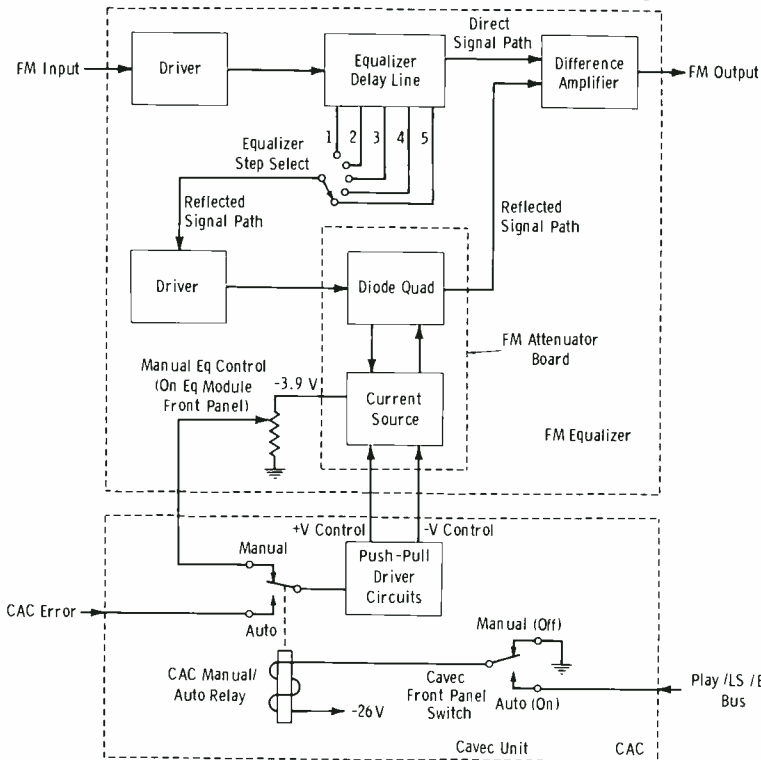 Direct
Signal Path
FM Input
Driver
Equalizer
Delay Line
Difference
Amplifier
FM Output
1 2 3 4 5
Equalizer
Step Select
Reflected
Signal Path
Reflected
Signal Path
Driver
Diode Quad
FM Attenuator
Board
Manual Eq Control
(On Eq Module
Front Panel)
-3.9 V
Current
Source
FM Equalizer
+V Control
-V Control
Manual
Push-Pull
Driver
Circuits
CAC Error
Auto
Manual (Off)
CAC Manual/
Auto Relay
Cavec
Front Panel
Switch
Auto (On)
Play/LS/E
Bus
-26V
Cavec Unit
CAC